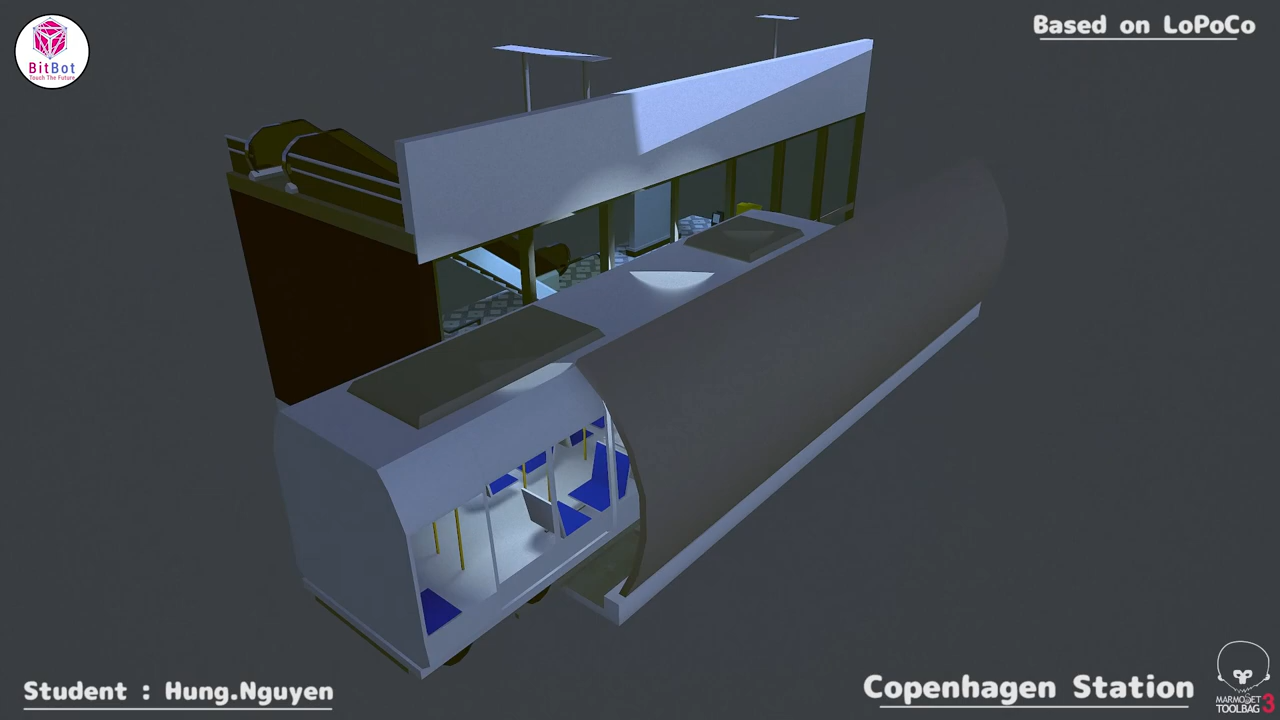 BitBot
Touch The Future
Based on LoPoCo
Student : Hung.Nguyen
Copenhagen Station
MARMOSET
TOOLBAG 3